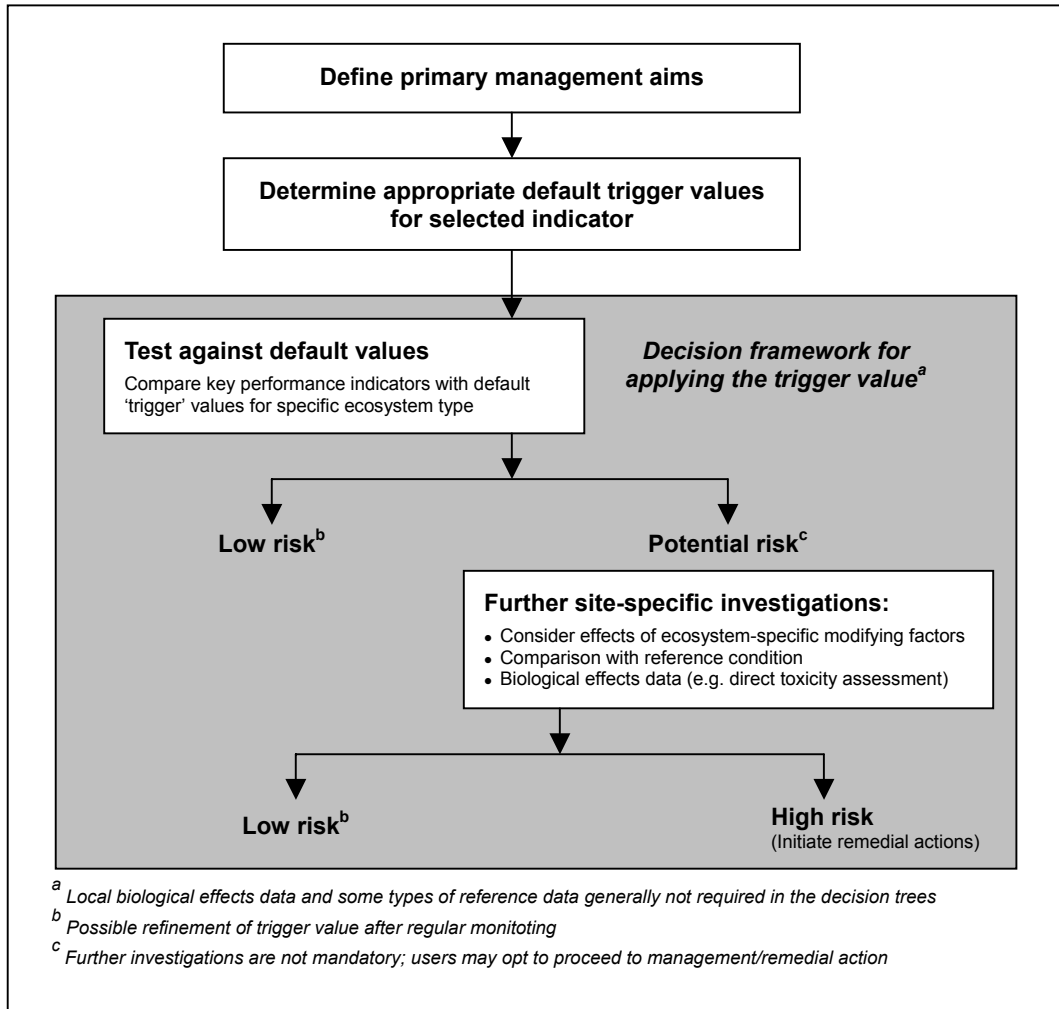 Define primary management aims
Determine appropriate default trigger values
for selected indicator
Test against default values
Compare key performance indicators with default
‘trigger’ values for specific ecosystem type
Decision framework for
applying the trigger valueᵃ
Low riskᵇ
Potential riskᶜ
Further site-specific investigations:
• Consider effects of ecosystem-specific modifying factors
• Comparison with reference condition
• Biological effects data (e.g. direct toxicity assessment)
Low riskᵇ
High risk
(Initiate remedial actions)
ᵃ Local biological effects data and some types of reference data generally not required in the decision trees
ᵇ Possible refinement of trigger value after regular monitoting
ᶜ Further investigations are not mandatory; users may opt to proceed to management/remedial action